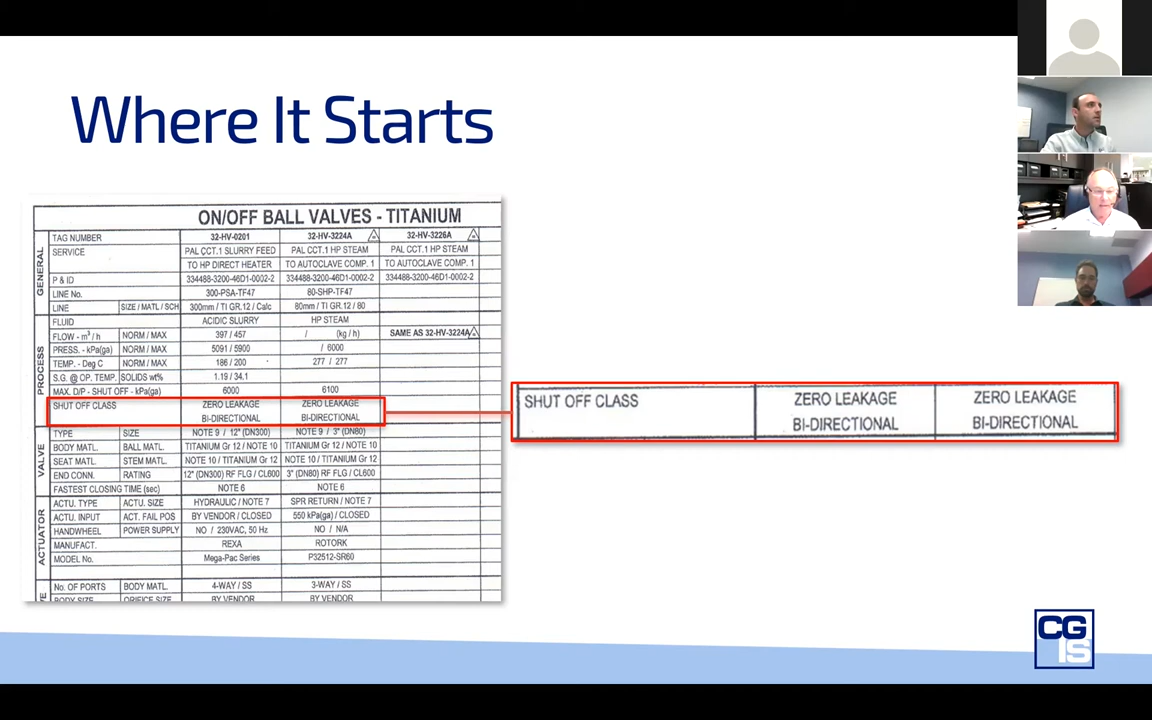 Where It Starts
ON/OFF BALL VALVES - TITANIUM
GENERAL
TAG NUMBER 32-HV-0201 32-HV-3224A 32-HV-3226A
SERVICE PAL CCT.1 SLURRY FEED PAL CCT.1 HP STEAM PAL CCT.1 HP STEAM
TO HP DIRECT HEATER TO AUTOCLAVE COMP. 1 TO AUTOCLAVE COMP. 1
P & ID 334488-3200-46D1-0002-2 334488-3200-46D1-0002-2 334488-3200-46D1-0002-2
LINE No. 300-PSA-TF47 80-SHP-TF47
LINE SIZE / MATL / SCH 300mm / TI GR.12 / Calc 80mm / TI GR.12 / 80
PROCESS
FLUID ACIDIC SLURRY HP STEAM
FLOW - m³ / h NORM / MAX 397 / 457 / (kg / h) SAME AS 32-HV-3224A
PRESS. - kPa(ga) NORM / MAX 5091 / 5900 / 6000
TEMP. - Deg C NORM / MAX 186 / 200 277 / 277
S.G. @ OP. TEMP. SOLIDS wt% 1.19 / 34.1
MAX. D/P - SHUT OFF - kPa(ga) 6000 6100
SHUT OFF CLASS ZERO LEAKAGE ZERO LEAKAGE
BI-DIRECTIONAL BI-DIRECTIONAL
VALVE
TYPE SIZE NOTE 9 / 12" (DN300) NOTE 9 / 3" (DN80)
BODY MATL. BALL MATL. TITANIUM Gr 12 / NOTE 10 TITANIUM Gr 12 / NOTE 10
SEAT MATL. STEM MATL. NOTE 10 / TITANIUM Gr 12 NOTE 10 / TITANIUM Gr 12
END CONN. RATING 12" (DN300) RF FLG / CL600 3" (DN80) RF FLG / CL600
FASTEST CLOSING TIME (sec) NOTE 6 NOTE 6
ACTUATOR
ACTU. TYPE ACTU. SIZE HYDRAULIC / NOTE 7 SPR RETURN / NOTE 7
ACTU. INPUT ACT. FAIL POS BY VENDOR / CLOSED 550 kPa(ga) / CLOSED
HANDWHEEL POWER SUPPLY NO / 230VAC, 50 Hz NO / N/A
MANUFACT. REXA ROTORK
MODEL No. Mega-Pac Series P32512-SR60
No. OF PORTS BODY MATL. 4-WAY / SS 3-WAY / SS
BODY SIZE ORIFICE SIZE BY VENDOR BY VENDOR
SHUT OFF CLASS ZERO LEAKAGE ZERO LEAKAGE
BI-DIRECTIONAL BI-DIRECTIONAL
CG
IS